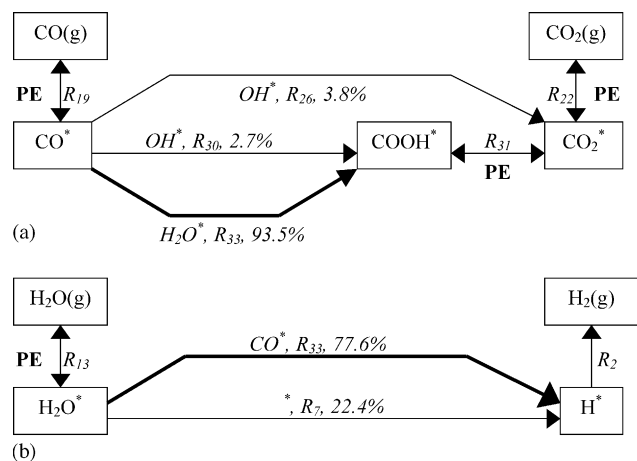 CO(g) CO₂(g)
PE R₁₉ R₂₂ PE
OH*, R₂₆, 3.8%
CO* OH*, R₃₀, 2.7% COOH* R₃₁ CO₂*
PE
(a) H₂O*, R₃₃, 93.5%
H₂O(g) H₂(g)
PE R₁₃ CO*, R₃₃, 77.6% R₂
H₂O* *, R₇, 22.4% H*
(b)